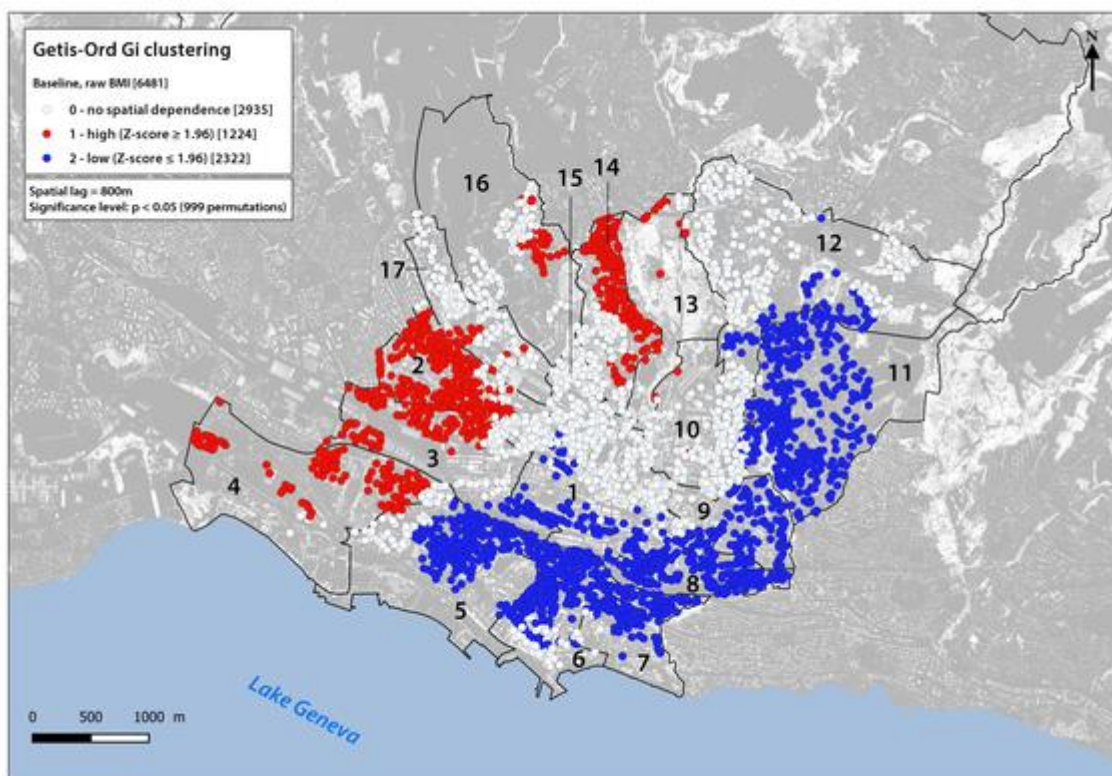 Getis-Ord Gi clustering
Baseline, raw BMI [6481]
0 - no spatial dependence [2935]
1 - high (Z-score ≥ 1.96) [1224]
2 - low (Z-score ≤ 1.96) [2322]
Spatial lag = 800m
Significance level: p < 0.05 (999 permutations)
N
14
15
16
12
17
13
2
11
10
3
4
1
9
8
5
6
7
Lake Geneva
0 500 1000 m